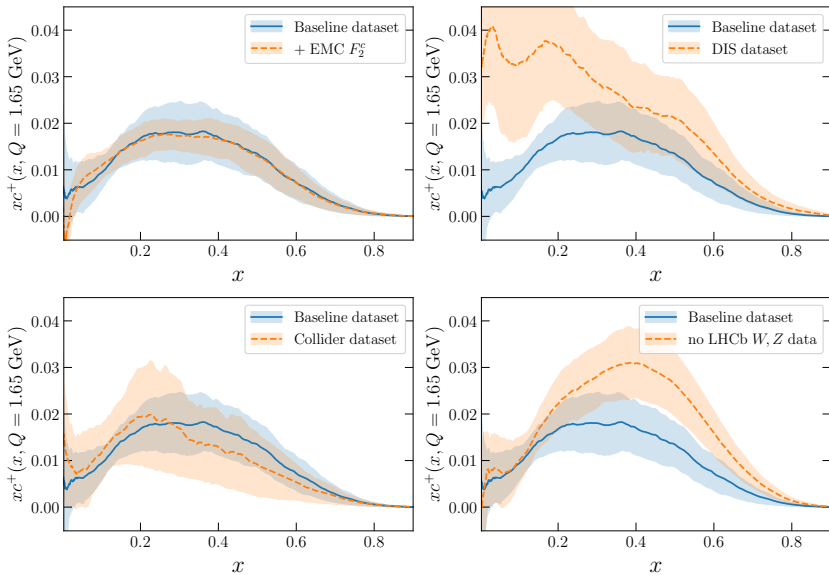 Baseline dataset
+ EMC $F_2^c$
$xc^+(x, Q = 1.65\ \mathrm{GeV})$
0.04
0.03
0.02
0.01
0.00
0.2 0.4 0.6 0.8
$x$
Baseline dataset
DIS dataset
$xc^+(x, Q = 1.65\ \mathrm{GeV})$
0.04
0.03
0.02
0.01
0.00
0.2 0.4 0.6 0.8
$x$
Baseline dataset
Collider dataset
$xc^+(x, Q = 1.65\ \mathrm{GeV})$
0.04
0.03
0.02
0.01
0.00
0.2 0.4 0.6 0.8
$x$
Baseline dataset
no LHCb $W, Z$ data
$xc^+(x, Q = 1.65\ \mathrm{GeV})$
0.04
0.03
0.02
0.01
0.00
0.2 0.4 0.6 0.8
$x$